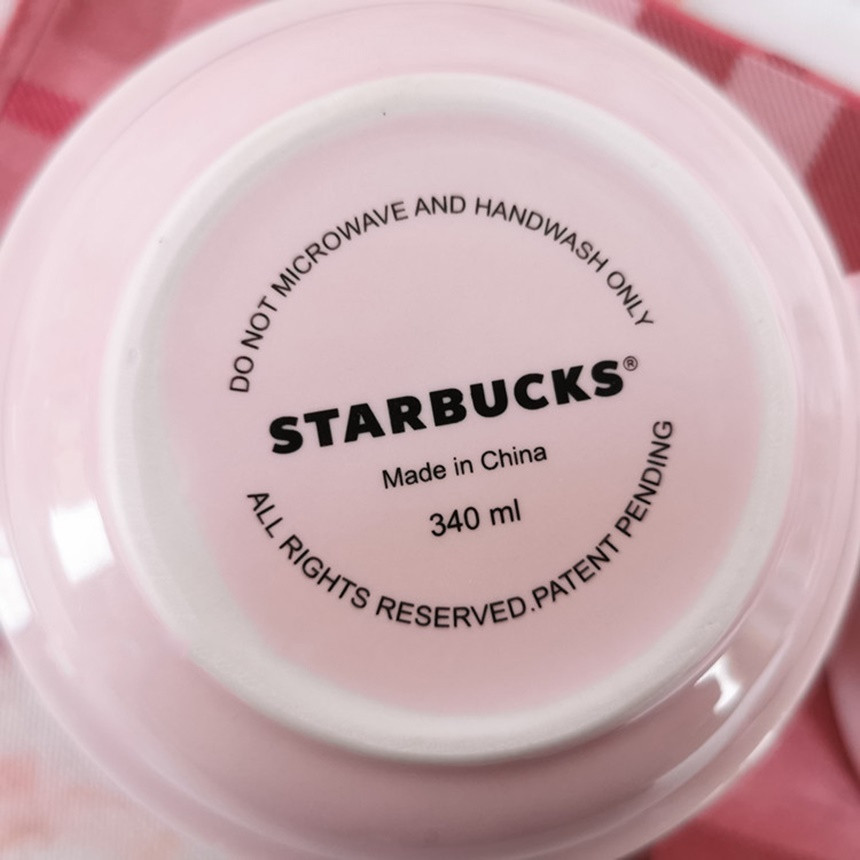 DO NOT MICROWAVE AND HANDWASH ONLY
STARBUCKS®
Made in China
340 ml
ALL RIGHTS RESERVED.PATENT PENDING